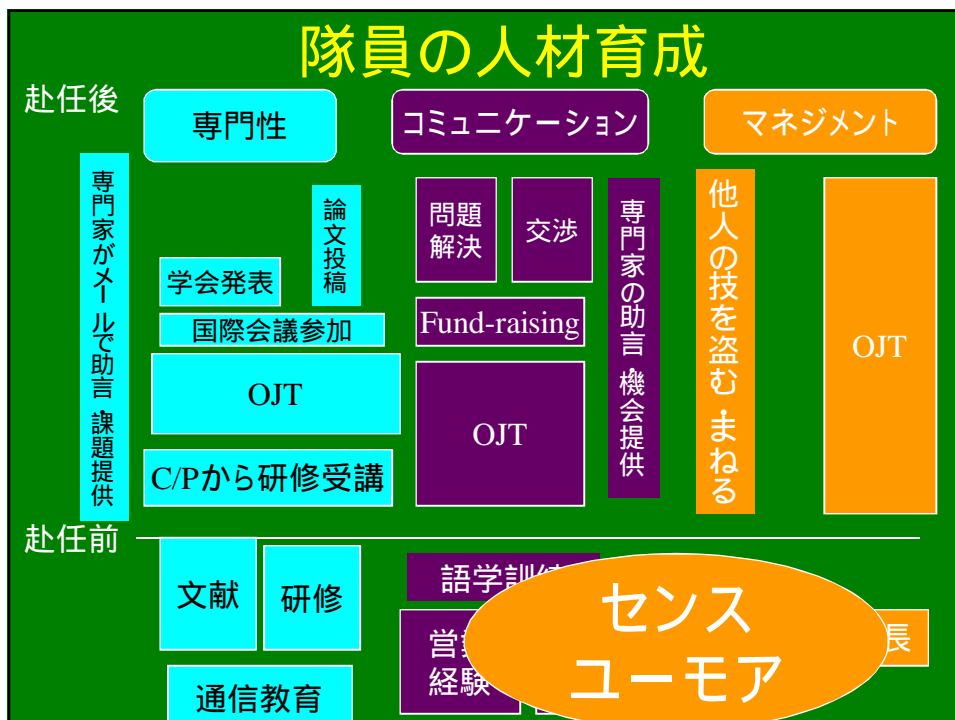 隊員の人材育成
赴任後
専門性
コミュニケーション
マネジメント
専門家がメールで助言・課題提供
論文投稿
学会発表
国際会議参加
OJT
C/Pから研修受講
問題
解決
交渉
Fund-raising
OJT
専門家の助言・機会提供
他人の技を盗む・まねる
OJT
赴任前
文献
研修
通信教育
語学訓練
営
経験
センス
ユーモア
長